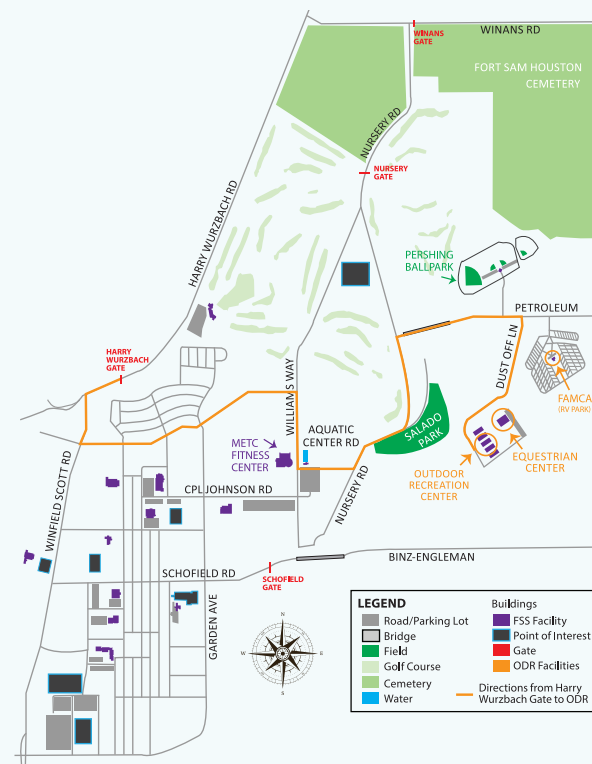 WINANS RD
WINANS
GATE
FORT SAM HOUSTON
CEMETERY
NURSERY RD
NURSERY
GATE
HARRY WURZBACH RD
PERSHING
BALLPARK
PETROLEUM
HARRY
WURZBACH
GATE
DUST OFF LN
FAMCA
(RV PARK)
WILLIAMS WAY
AQUATIC
CENTER RD
METC
FITNESS
CENTER
SALADO
PARK
EQUESTRIAN
CENTER
OUTDOOR
RECREATION
CENTER
WINFIELD SCOTT RD
CPL JOHNSON RD
NURSERY RD
BINZ-ENGLEMAN
SCHOFIELD RD
SCHOFIELD
GATE
GARDEN AVE
N
E
S
W
LEGEND
Road/Parking Lot
Bridge
Field
Golf Course
Cemetery
Water
Buildings
FSS Facility
Point of Interest
Gate
ODR Facilities
Directions from Harry
Wurzbach Gate to ODR